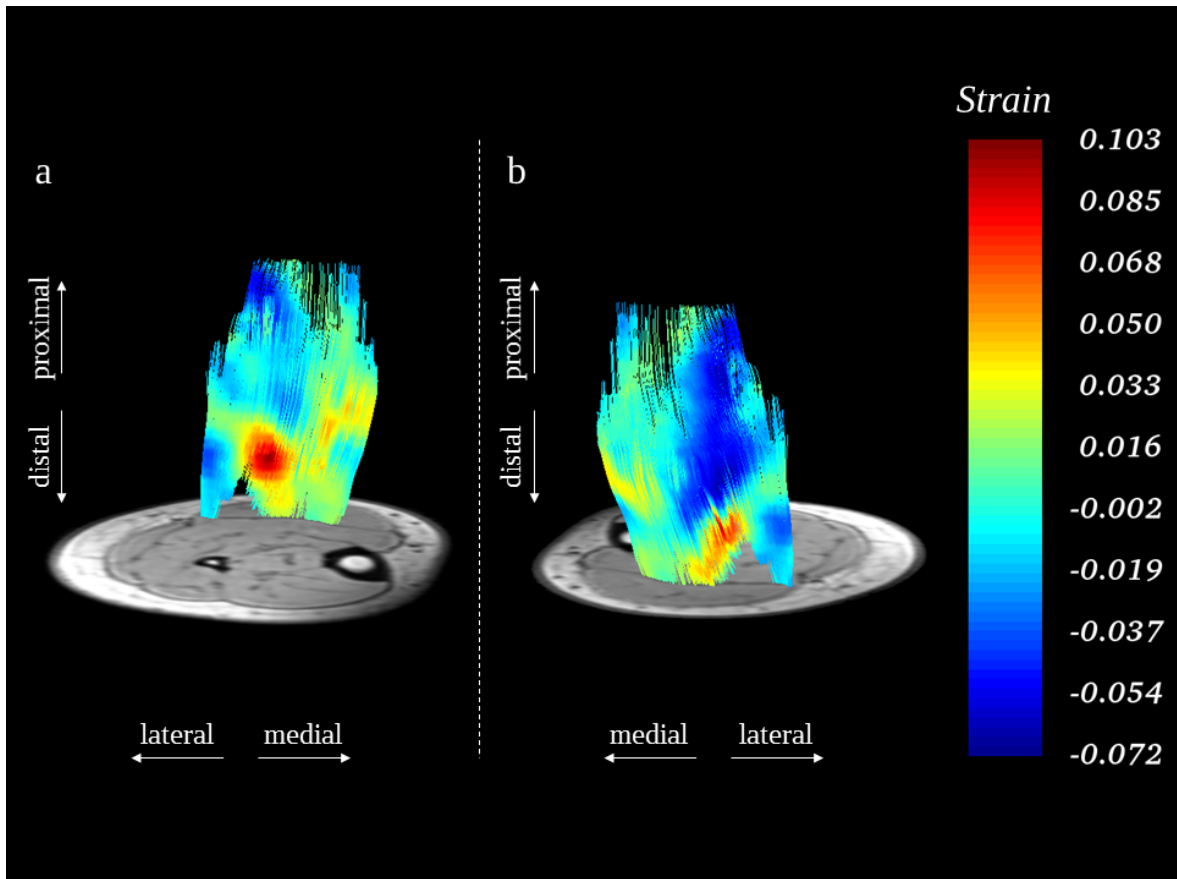 Strain
0.103
0.085
0.068
0.050
0.033
0.016
-0.002
-0.019
-0.037
-0.054
-0.072
a
proximal
distal
lateral
medial
b
proximal
distal
medial
lateral